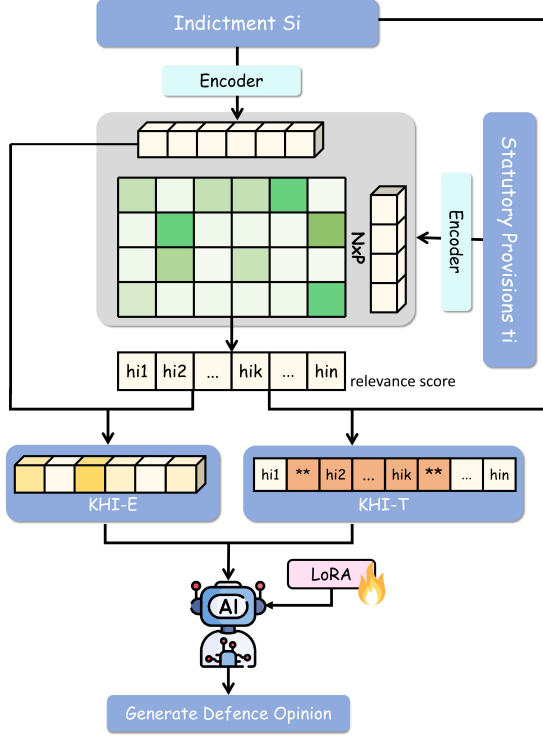 Indictment Si
Encoder
Statutory Provisions ti
Encoder
NxP
hi1 hi2 ... hik ... hin
relevance score
hi1 ** hi2 ... hik ** ... hin
KHI-E
KHI-T
LoRA
AI
Generate Defence Opinion